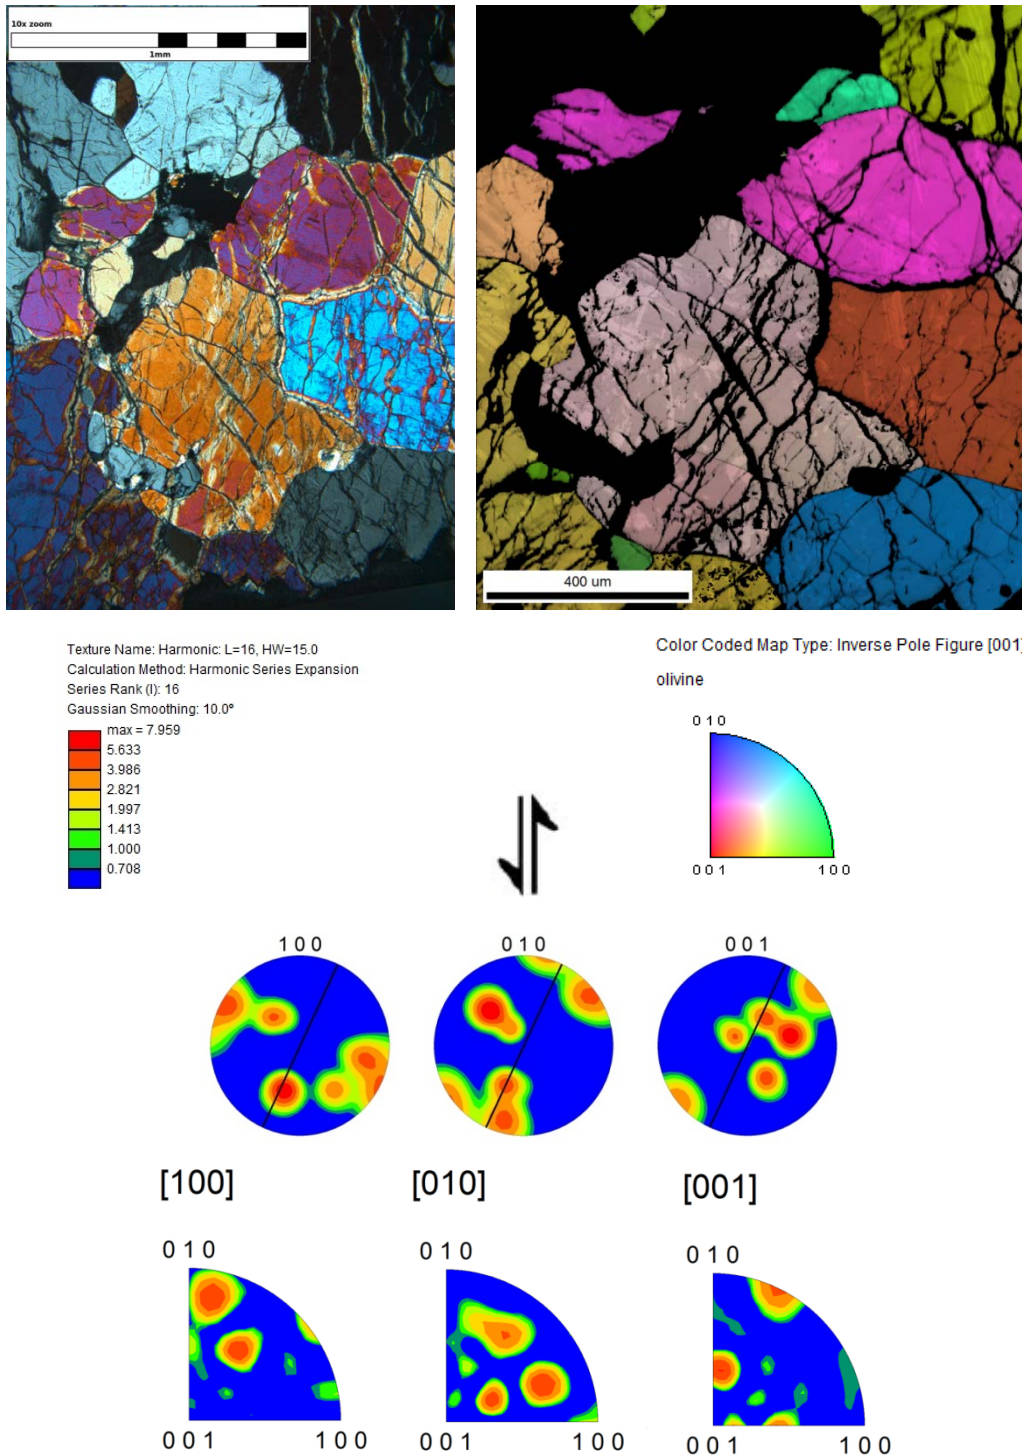 10x zoom
1mm
400 um
Texture Name: Harmonic: L=16, HW=15.0
Calculation Method: Harmonic Series Expansion
Series Rank (l): 16
Gaussian Smoothing: 10.0°
max = 7.959
5.633
3.986
2.821
1.997
1.413
1.000
0.708
Color Coded Map Type: Inverse Pole Figure [001]
olivine
0 1 0
0 0 1 1 0 0
1 0 0 0 1 0 0 0 1
[100] [010] [001]
0 1 0 0 1 0 0 1 0
0 0 1 1 0 0 0 0 1 1 0 0 0 0 1 1 0 0